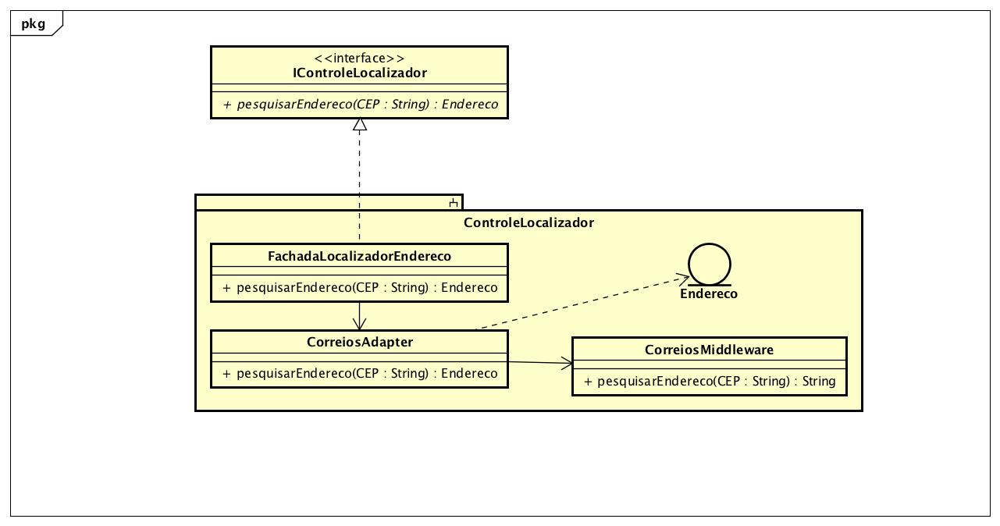 pkg
<<interface>>
IControleLocalizador
+ pesquisarEndereco(CEP : String) : Endereco
ControleLocalizador
FachadaLocalizadorEndereco
+ pesquisarEndereco(CEP : String) : Endereco
Endereco
CorreiosAdapter
+ pesquisarEndereco(CEP : String) : Endereco
CorreiosMiddleware
+ pesquisarEndereco(CEP : String) : String